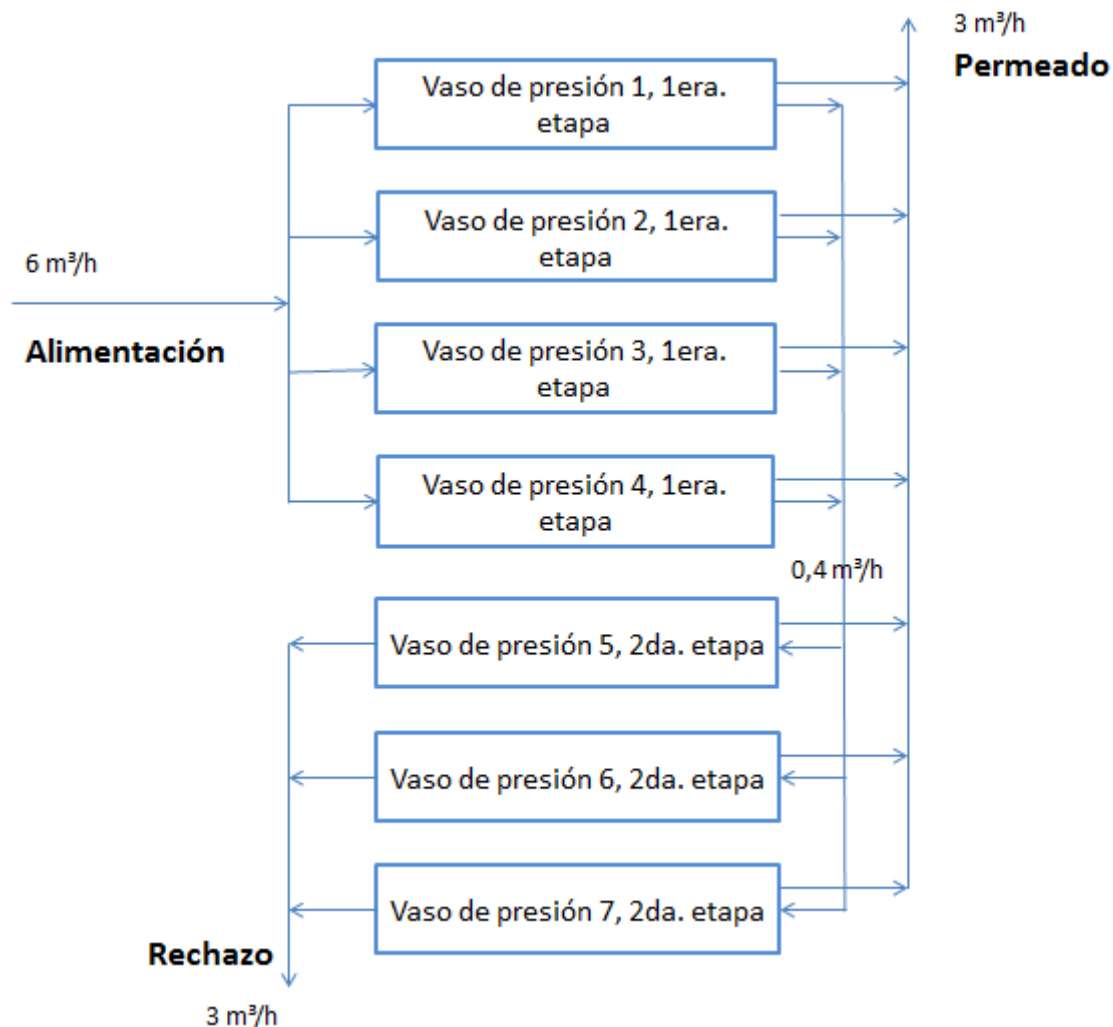 3 m³/h
Permeado
Vaso de presión 1, 1era.
etapa
Vaso de presión 2, 1era.
etapa
6 m³/h
Alimentación
Vaso de presión 3, 1era.
etapa
Vaso de presión 4, 1era.
etapa
0,4 m³/h
Vaso de presión 5, 2da. etapa
Vaso de presión 6, 2da. etapa
Vaso de presión 7, 2da. etapa
Rechazo
3 m³/h